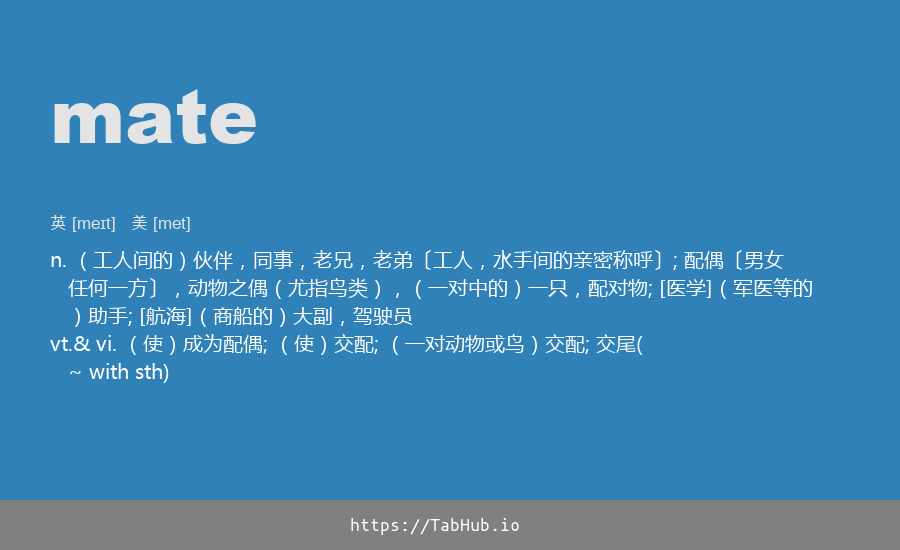 mate
英 [meɪt] 美 [met]
n. （工人间的）伙伴，同事，老兄，老弟〔工人，水手间的亲密称呼〕; 配偶〔男女
任何一方〕，动物之偶（尤指鸟类），（一对中的）一只，配对物; [医学]（军医等的
）助手; [航海]（商船的）大副，驾驶员
vt.& vi. （使）成为配偶; （使）交配; （一对动物或鸟）交配; 交尾(
~ with sth)
https://TabHub.io